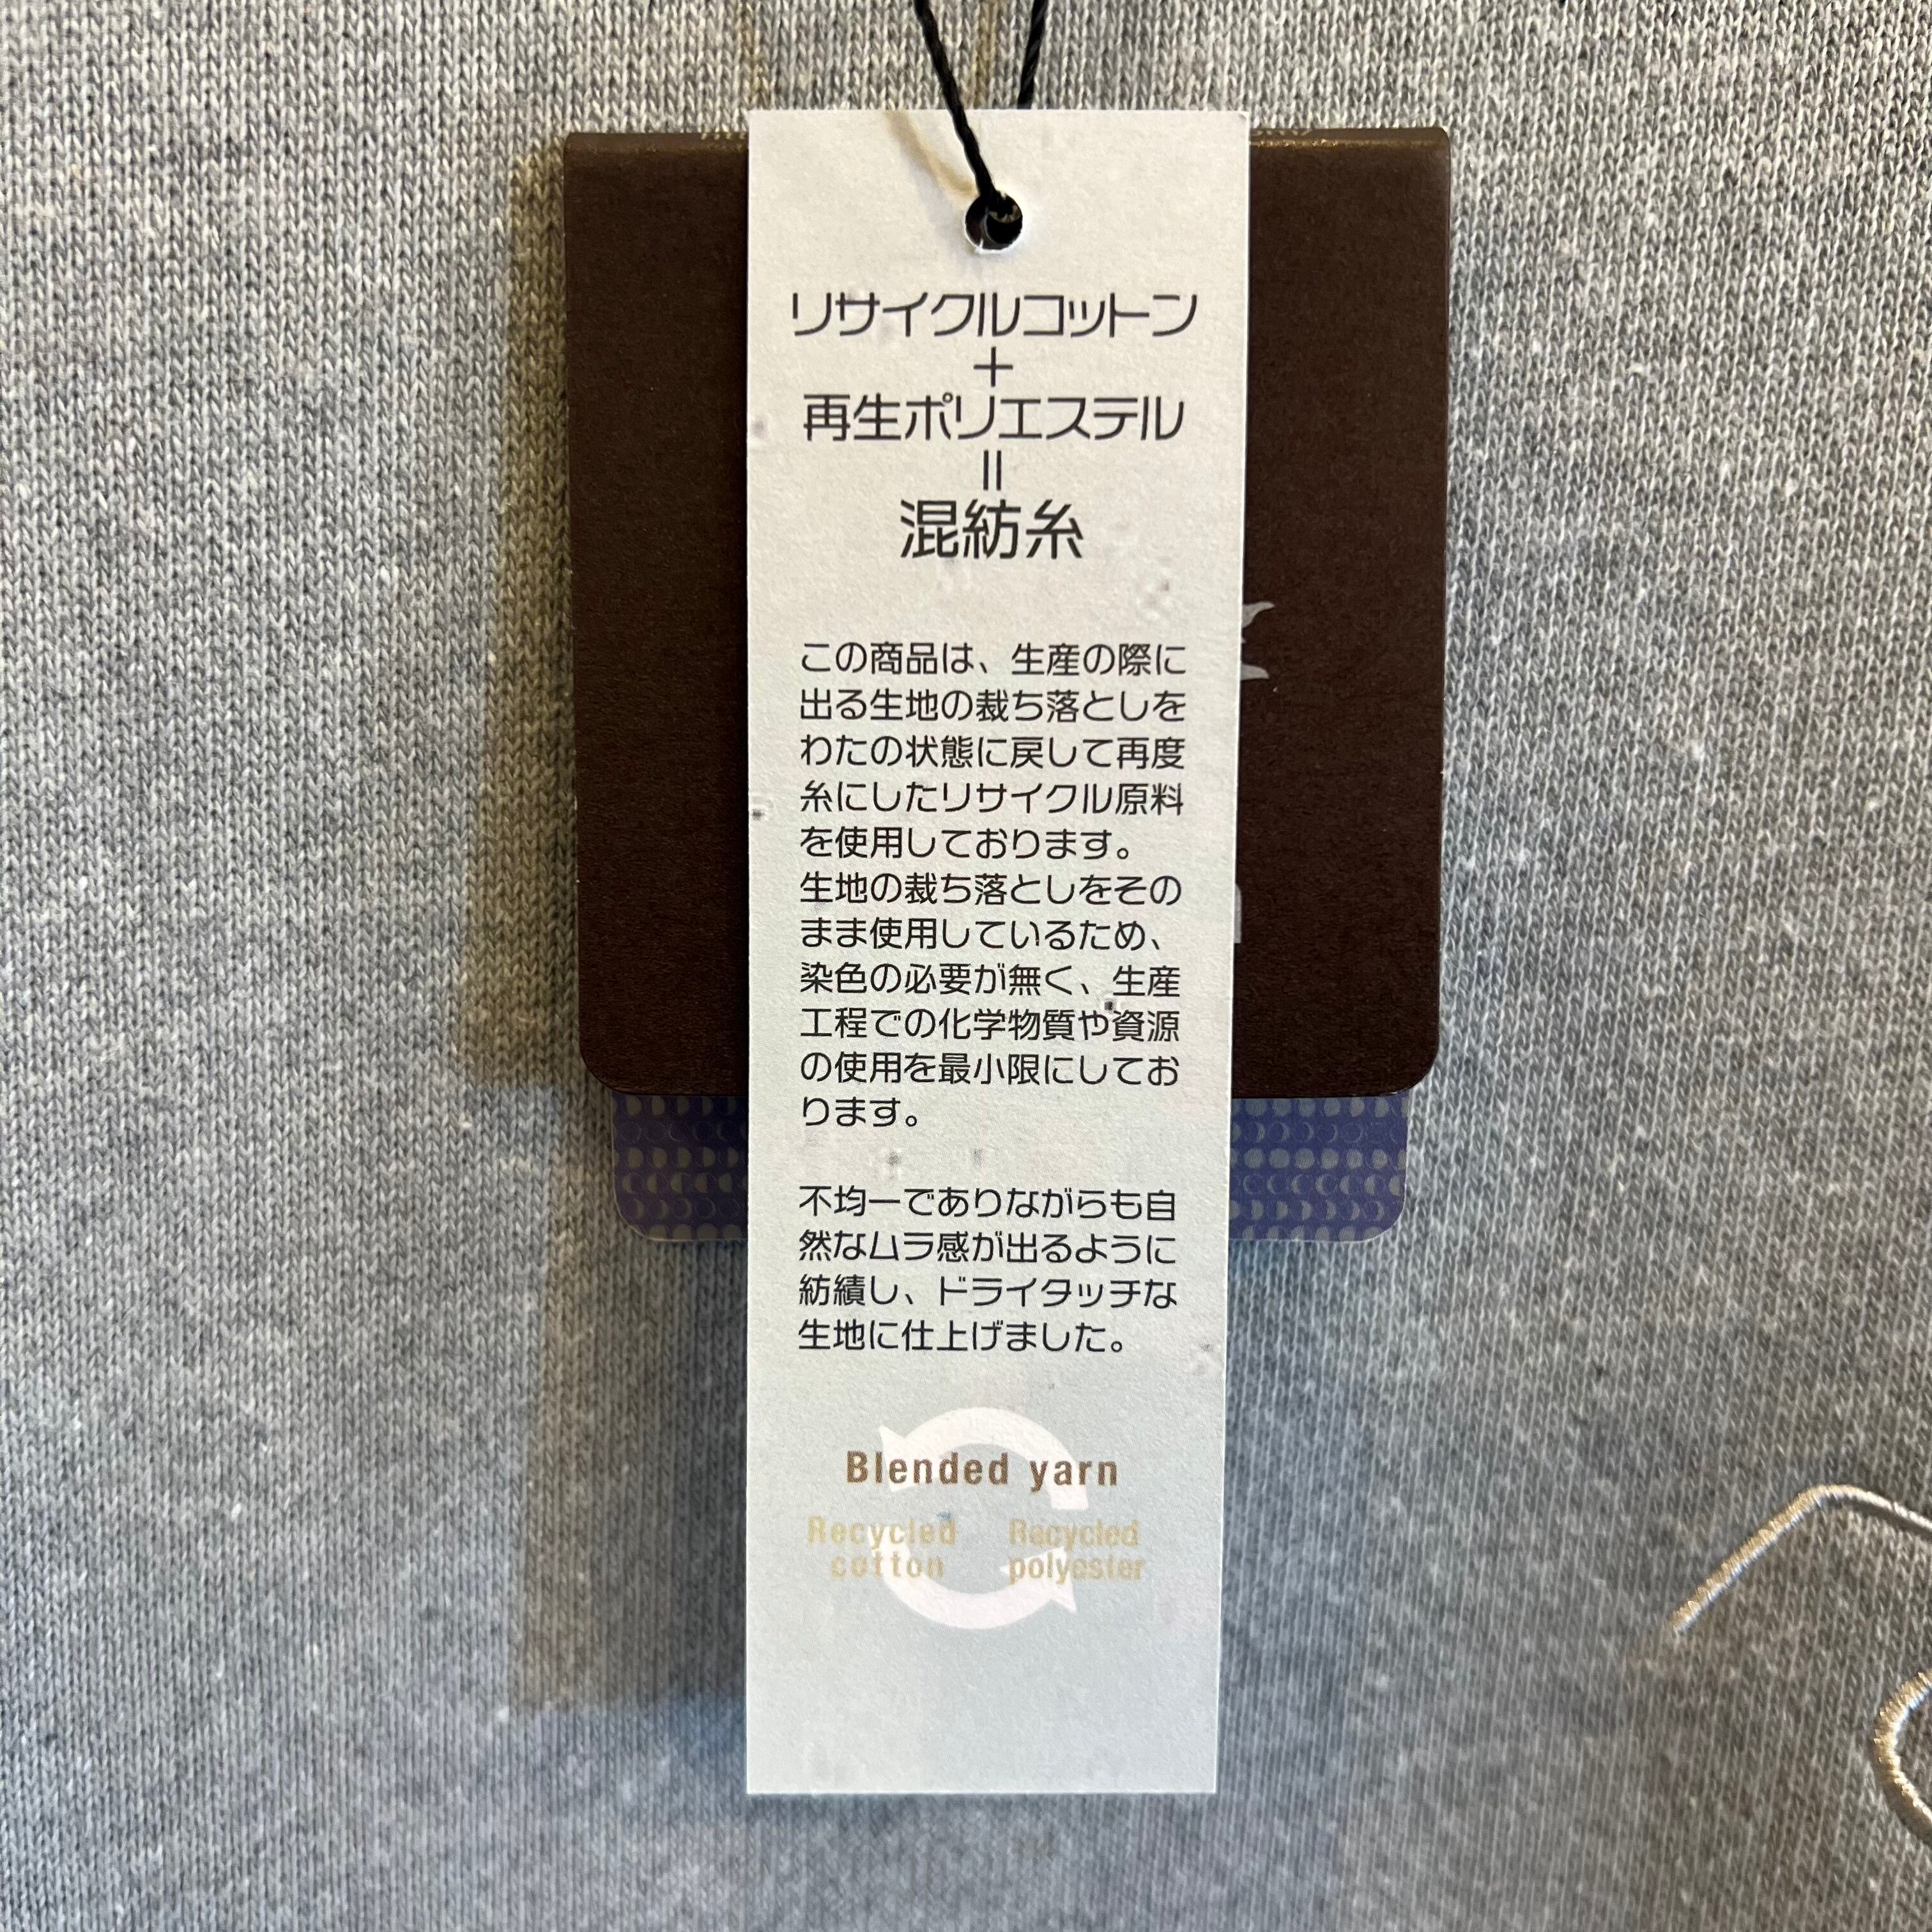 リサイクルコットン
＋
再生ポリエステル
＝
混紡糸
この商品は、生産の際に
出る生地の裁ち落としを
わたの状態に戻して再度
糸にしたリサイクル原料
を使用しております。
生地の裁ち落としをその
まま使用しているため、
染色の必要が無く、生産
工程での化学物質や資源
の使用を最小限にしてお
ります。
不均一でありながらも自
然なムラ感が出るように
紡績し、ドライタッチな
生地に仕上げました。
Blended yarn
Recycled Recycled
cotton polyester